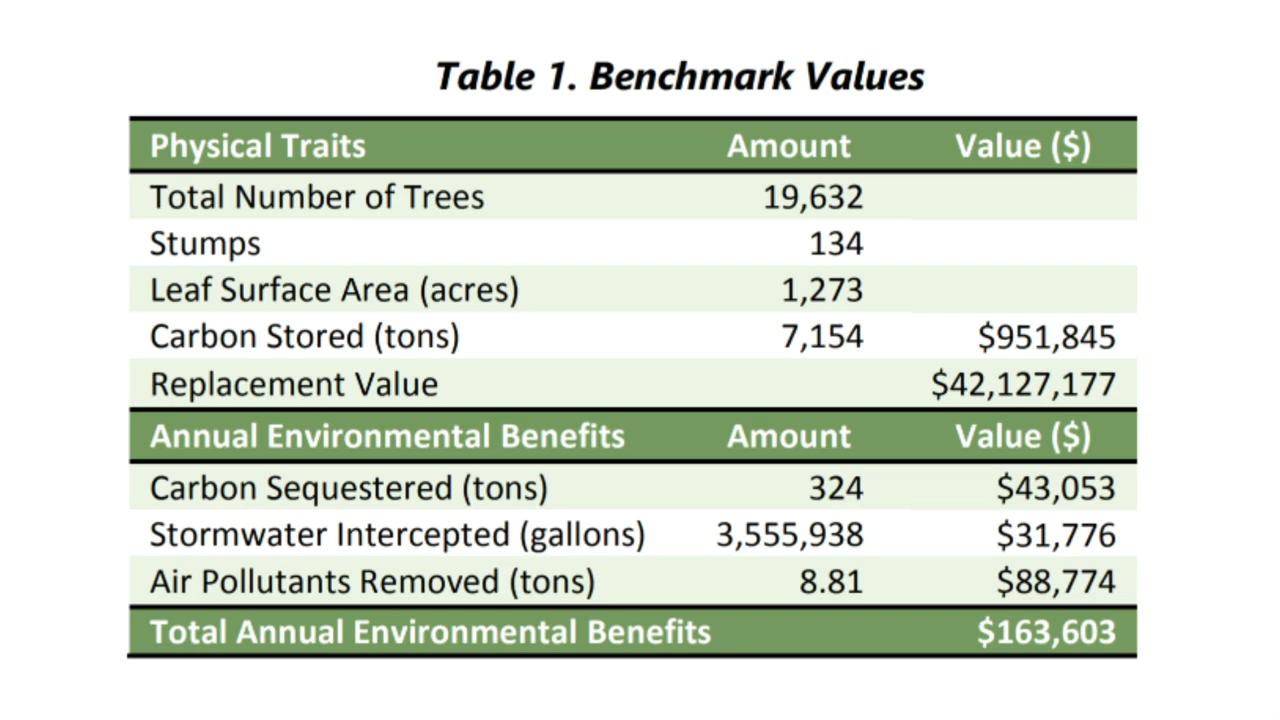 Table 1. Benchmark Values
Physical Traits Amount Value ($)
Total Number of Trees 19,632
Stumps 134
Leaf Surface Area (acres) 1,273
Carbon Stored (tons) 7,154 $951,845
Replacement Value $42,127,177
Annual Environmental Benefits Amount Value ($)
Carbon Sequestered (tons) 324 $43,053
Stormwater Intercepted (gallons) 3,555,938 $31,776
Air Pollutants Removed (tons) 8.81 $88,774
Total Annual Environmental Benefits $163,603